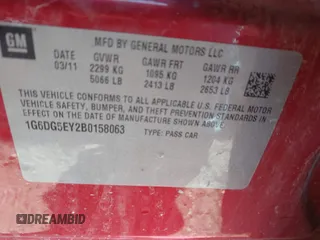 GM
MFD BY GENERAL MOTORS LLC
DATE GVWR GAWR FRT GAWR RR
03/11 2299 KG 1095 KG 1204 KG
5066 LB 2413 LB 2653 LB
THIS VEHICLE CONFORMS TO ALL APPLICABLE U.S. FEDERAL MOTOR VEHICLE
SAFETY, BUMPER, AND THEFT PREVENTION STANDARDS IN
EFFECT ON THE DATE OF MANUFACTURE SHOWN ABOVE.
1G6DG5EY2B0158063 TYPE: PASS CAR
DREAMBID